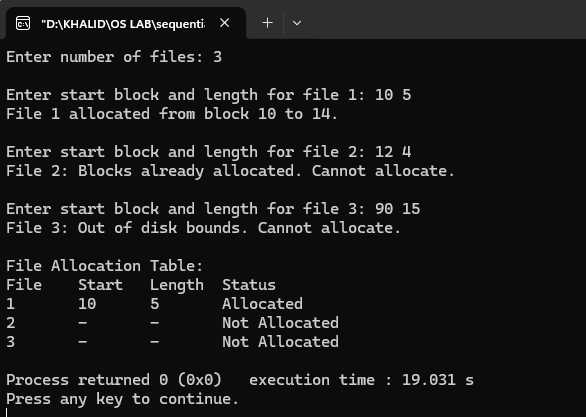 "D:\KHALID\OS LAB\sequenti
Enter number of files: 3
Enter start block and length for file 1: 10 5
File 1 allocated from block 10 to 14.
Enter start block and length for file 2: 12 4
File 2: Blocks already allocated. Cannot allocate.
Enter start block and length for file 3: 90 15
File 3: Out of disk bounds. Cannot allocate.
File Allocation Table:
File    Start   Length  Status
1       10      5       Allocated
2       -       -       Not Allocated
3       -       -       Not Allocated
Process returned 0 (0x0)   execution time : 19.031 s
Press any key to continue.